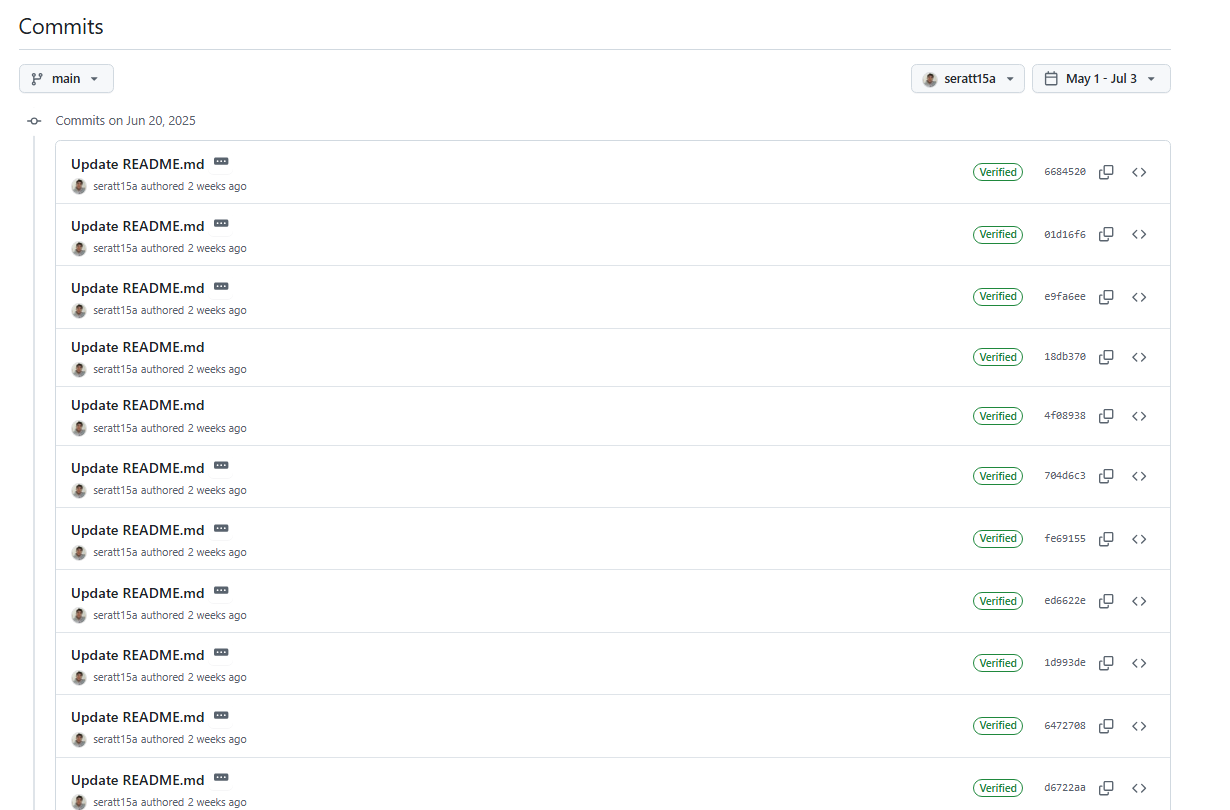 Commits
main
seratt15a
May 1 - Jul 3
Commits on Jun 20, 2025
Update README.md
seratt15a authored 2 weeks ago
Verified
6684520
Update README.md
seratt15a authored 2 weeks ago
Verified
01d16f6
Update README.md
seratt15a authored 2 weeks ago
Verified
e9fa6ee
Update README.md
seratt15a authored 2 weeks ago
Verified
18db370
Update README.md
seratt15a authored 2 weeks ago
Verified
4f08938
Update README.md
seratt15a authored 2 weeks ago
Verified
704d6c3
Update README.md
seratt15a authored 2 weeks ago
Verified
fe69155
Update README.md
seratt15a authored 2 weeks ago
Verified
ed6622e
Update README.md
seratt15a authored 2 weeks ago
Verified
1d993de
Update README.md
seratt15a authored 2 weeks ago
Verified
6472708
Update README.md
seratt15a authored 2 weeks ago
Verified
d6722aa